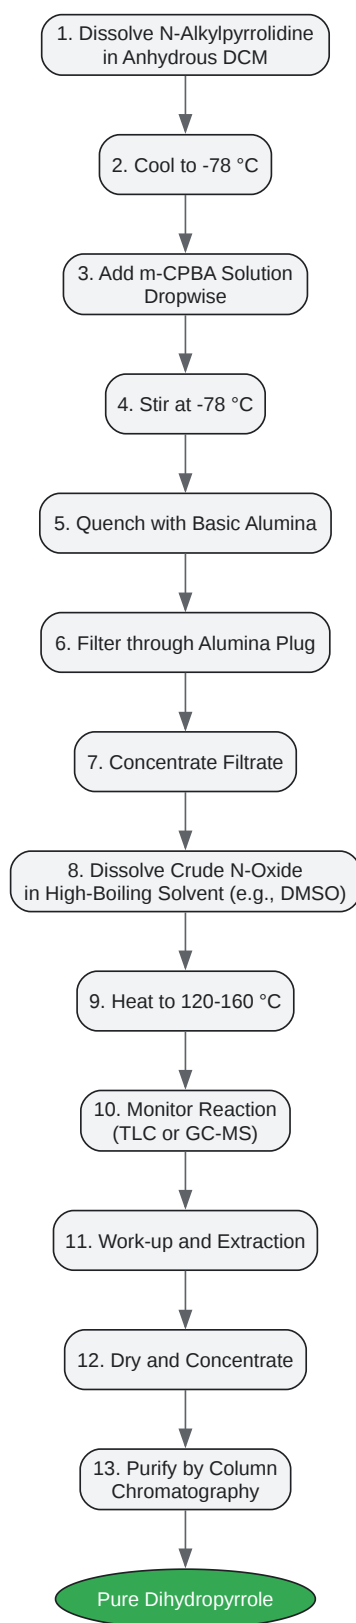 1. Dissolve N-Alkylpyrrolidine
in Anhydrous DCM
2. Cool to -78 °C
3. Add m-CPBA Solution
Dropwise
4. Stir at -78 °C
5. Quench with Basic Alumina
6. Filter through Alumina Plug
7. Concentrate Filtrate
8. Dissolve Crude N-Oxide
in High-Boiling Solvent (e.g., DMSO)
9. Heat to 120-160 °C
10. Monitor Reaction
(TLC or GC-MS)
11. Work-up and Extraction
12. Dry and Concentrate
13. Purify by Column
Chromatography
Pure Dihydropyrrole